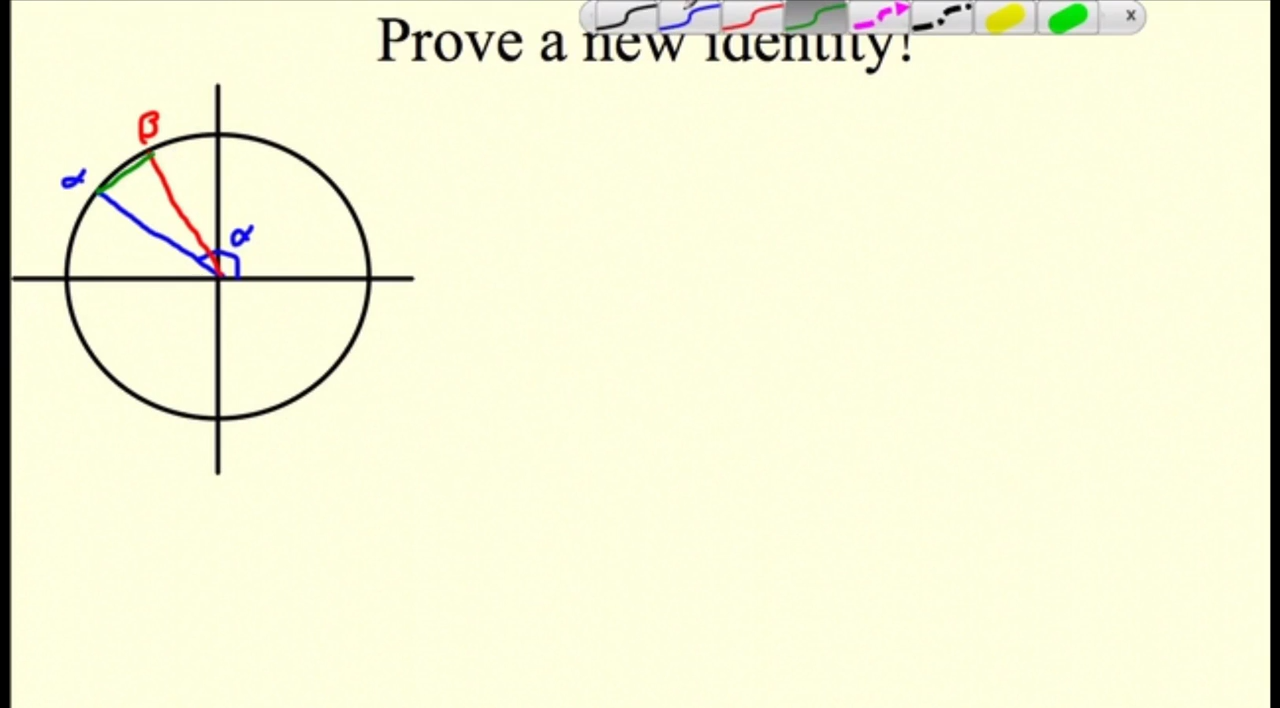 Prove a new identity!
β
α
α